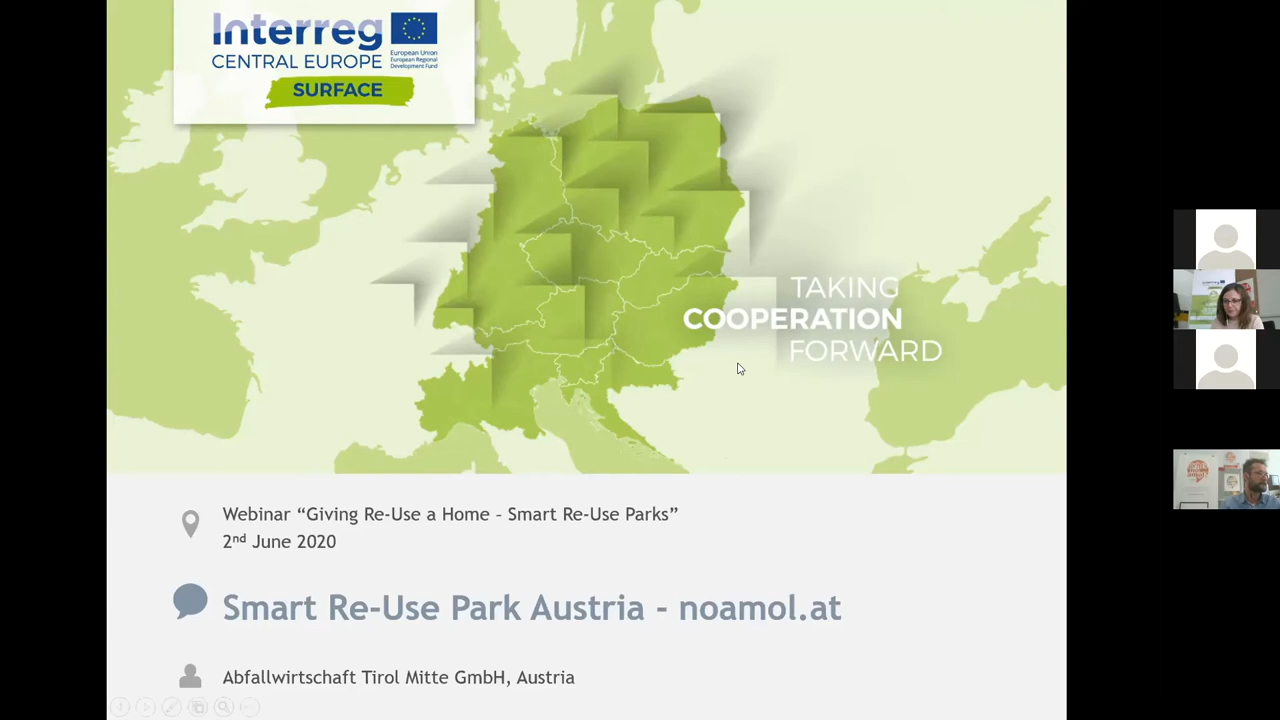 Interreg
CENTRAL EUROPE
European Union
European Regional
Development Fund
SURFACE
TAKING
COOPERATION
FORWARD
Webinar “Giving Re-Use a Home – Smart Re-Use Parks”
2nd June 2020
Smart Re-Use Park Austria - noamol.at
Abfallwirtschaft Tirol Mitte GmbH, Austria